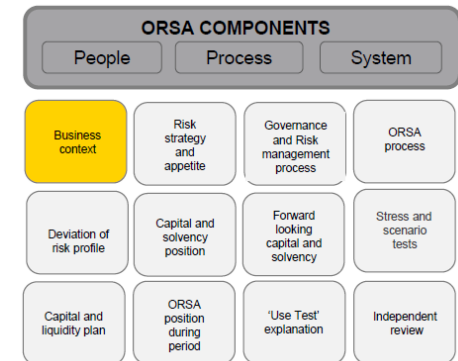 ORSA COMPONENTS
People
Process
System
Business
context
Risk
strategy
and
appetite
Governance
and Risk
management
process
ORSA
process
Deviation of
risk profile
Capital and
solvency
position
Forward
looking
capital and
solvency
Stress and
scenario
tests
Capital and
liquidity plan
ORSA
position
during
period
‘Use Test’
explanation
Independent
review